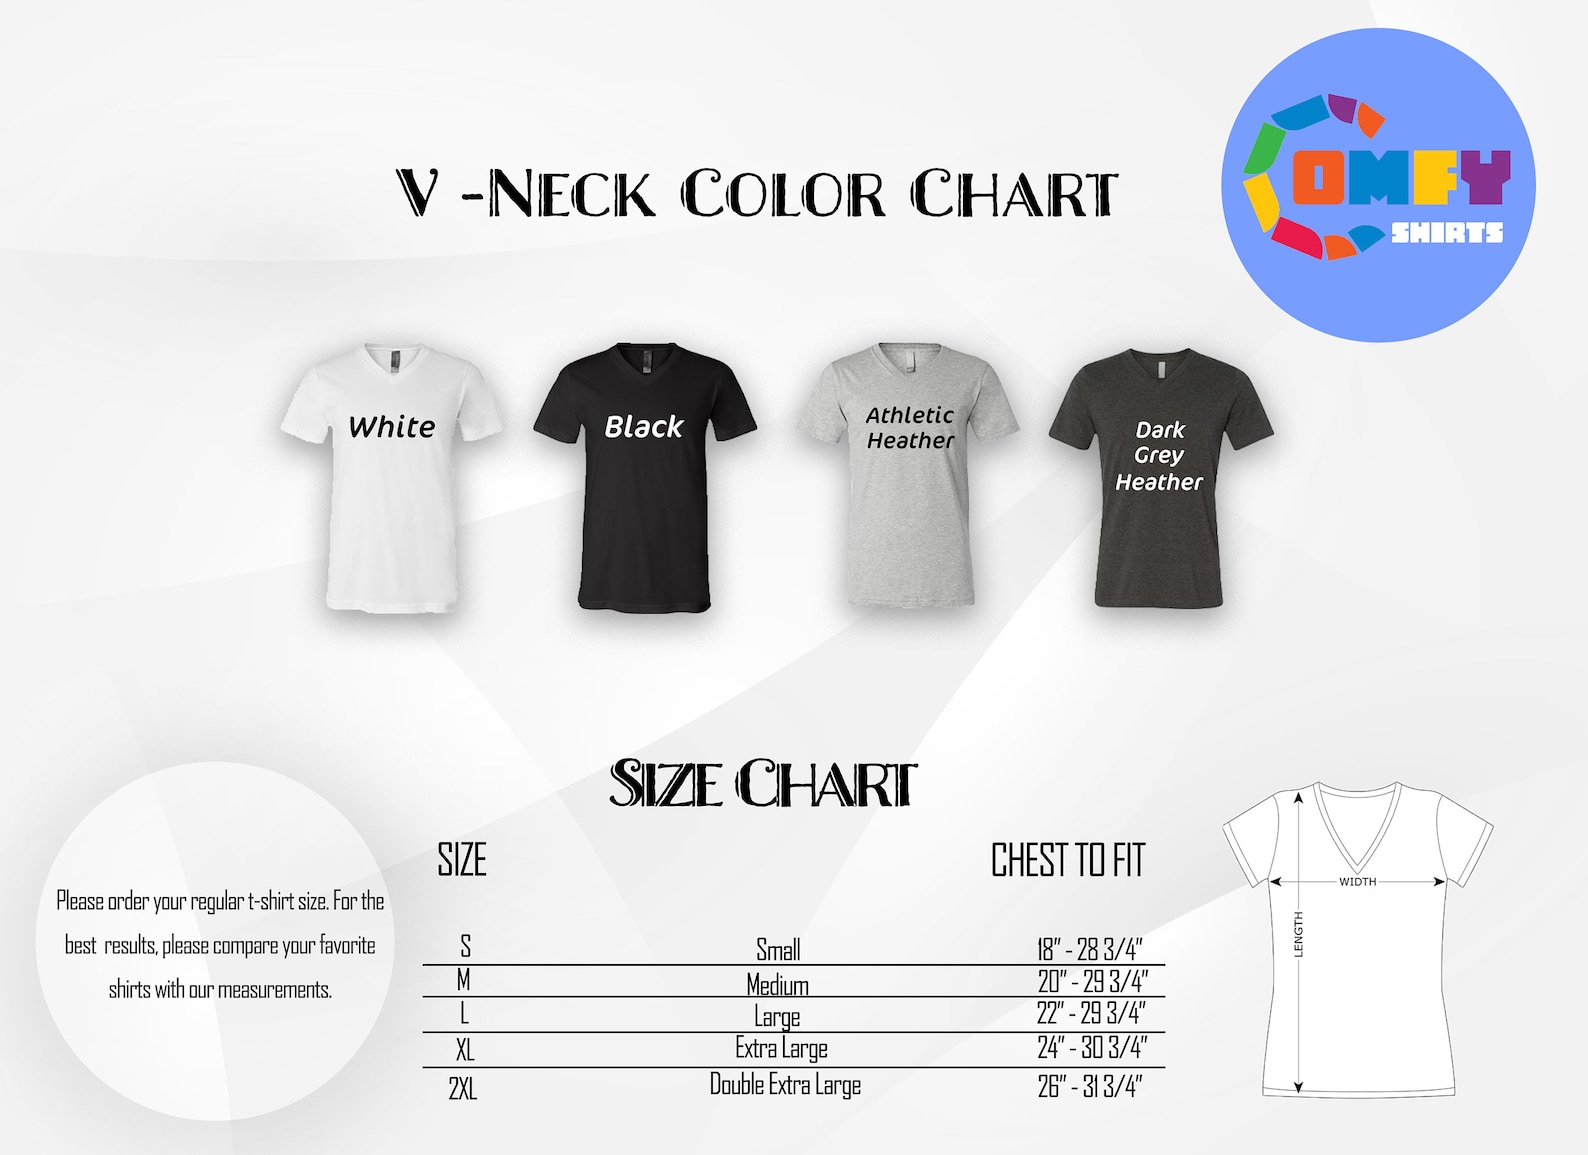 V -Neck Color Chart
COMFY
SHIRTS
White
Black
Athletic
Heather
Dark
Grey
Heather
Size Chart
SIZE CHEST TO FIT
S Small 18" - 28 3/4"
M Medium 20" - 29 3/4"
L Large 22" - 29 3/4"
XL Extra Large 24" - 30 3/4"
2XL Double Extra Large 26" - 31 3/4"
Please order your regular t-shirt size. For the
best results, please compare your favorite
shirts with our measurements.
WIDTH
LENGTH